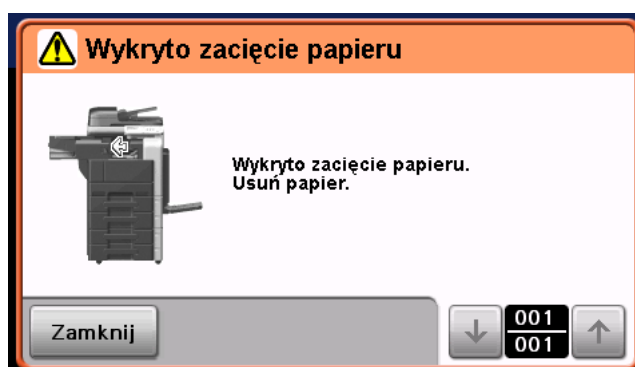 Wykryto zacięcie papieru
Wykryto zacięcie papieru.
Usuń papier.
Zamknij
001
001